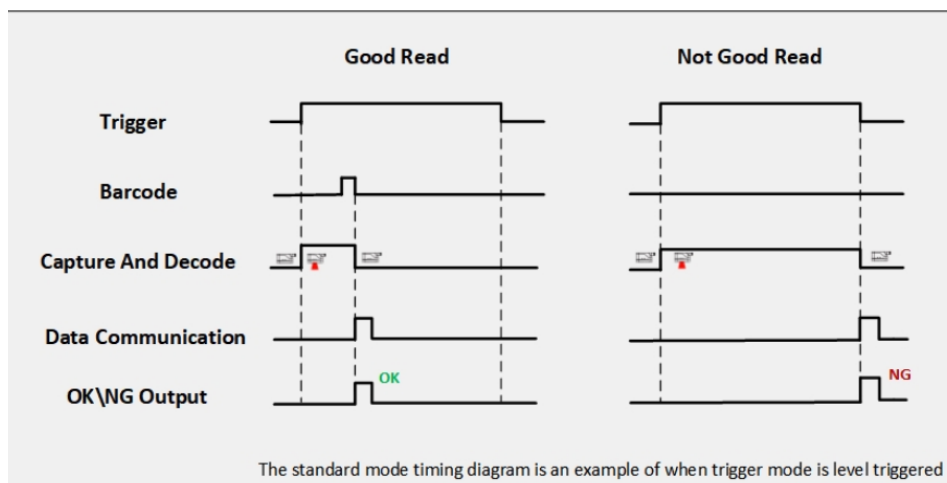 Good Read
Not Good Read
Trigger
Barcode
Capture And Decode
Data Communication
OK
NG
OK\NG Output
The standard mode timing diagram is an example of when trigger mode is level triggered